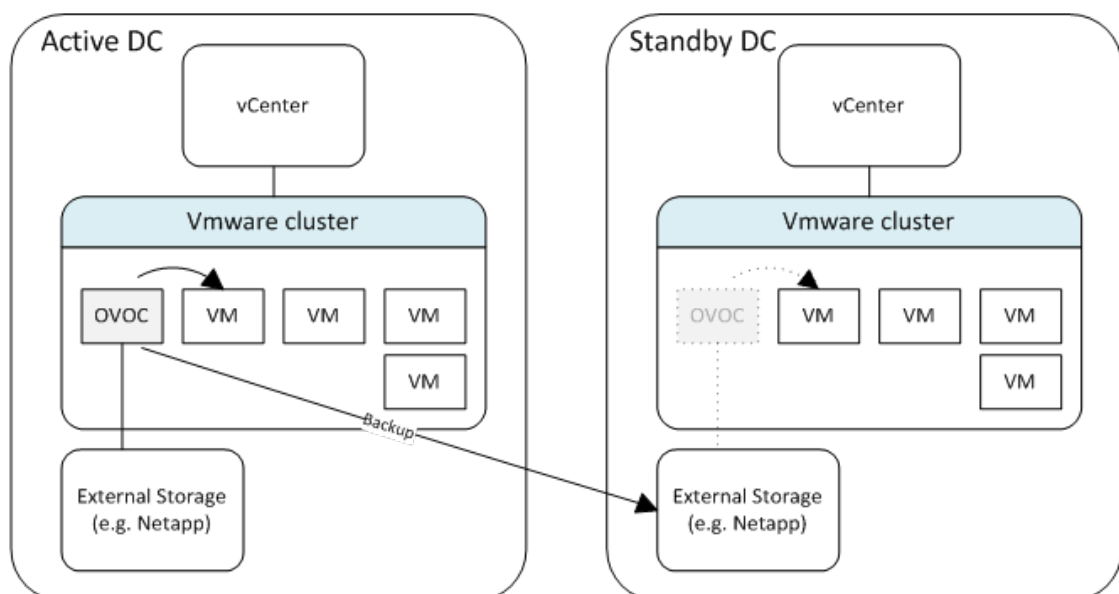 Active DC
vCenter
Vmware cluster
OVOC
VM
VM
VM
VM
Backup
External Storage
(e.g. Netapp)
Standby DC
vCenter
Vmware cluster
OVOC
VM
VM
VM
VM
External Storage
(e.g. Netapp)